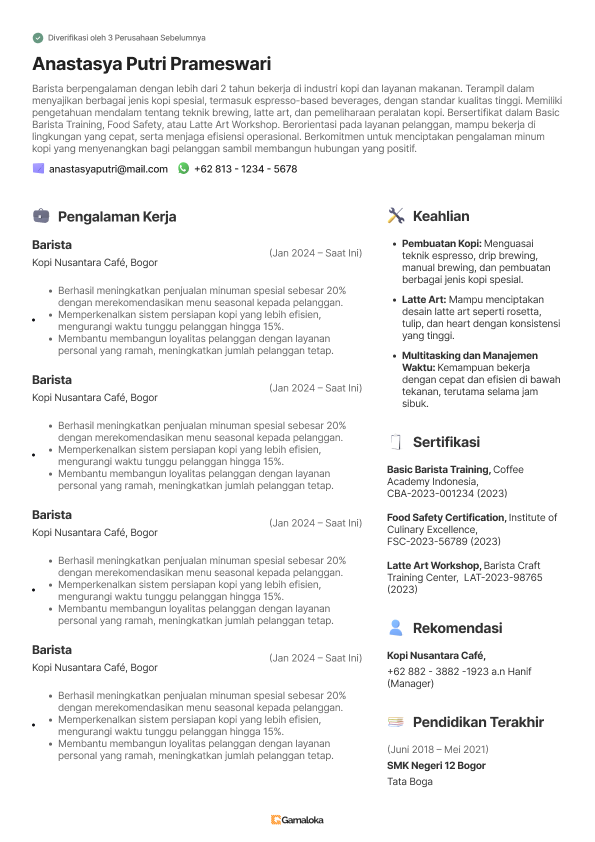 Diverifikasi oleh 3 Perusahaan Sebelumnya
Anastasya Putri Prameswari
Barista berpengalaman dengan lebih dari 2 tahun bekerja di industri kopi dan layanan makanan. Terampil dalam
menyajikan berbagai jenis kopi spesial, termasuk espresso-based beverages, dengan standar kualitas tinggi. Memiliki
pengetahuan mendalam tentang teknik brewing, latte art, dan pemeliharaan peralatan kopi. Bersertifikat dalam Basic
Barista Training, Food Safety, atau Latte Art Workshop. Berorientasi pada layanan pelanggan, mampu bekerja di
lingkungan yang cepat, serta menjaga efisiensi operasional. Berkomitmen untuk menciptakan pengalaman minum
kopi yang menyenangkan bagi pelanggan sambil membangun hubungan yang positif.
anastasyaputri@mail.com +62 813 - 1234 - 5678
Pengalaman Kerja
Barista
(Jan 2024 – Saat Ini)
Kopi Nusantara Café, Bogor
• Berhasil meningkatkan penjualan minuman spesial sebesar 20%
dengan merekomendasikan menu seasonal kepada pelanggan.
• Memperkenalkan sistem persiapan kopi yang lebih efisien,
mengurangi waktu tunggu pelanggan hingga 15%.
• Membantu membangun loyalitas pelanggan dengan layanan
personal yang ramah, meningkatkan jumlah pelanggan tetap.
Barista
(Jan 2024 – Saat Ini)
Kopi Nusantara Café, Bogor
• Berhasil meningkatkan penjualan minuman spesial sebesar 20%
dengan merekomendasikan menu seasonal kepada pelanggan.
• Memperkenalkan sistem persiapan kopi yang lebih efisien,
mengurangi waktu tunggu pelanggan hingga 15%.
• Membantu membangun loyalitas pelanggan dengan layanan
personal yang ramah, meningkatkan jumlah pelanggan tetap.
Barista
(Jan 2024 – Saat Ini)
Kopi Nusantara Café, Bogor
• Berhasil meningkatkan penjualan minuman spesial sebesar 20%
dengan merekomendasikan menu seasonal kepada pelanggan.
• Memperkenalkan sistem persiapan kopi yang lebih efisien,
mengurangi waktu tunggu pelanggan hingga 15%.
• Membantu membangun loyalitas pelanggan dengan layanan
personal yang ramah, meningkatkan jumlah pelanggan tetap.
Barista
(Jan 2024 – Saat Ini)
Kopi Nusantara Café, Bogor
• Berhasil meningkatkan penjualan minuman spesial sebesar 20%
dengan merekomendasikan menu seasonal kepada pelanggan.
• Memperkenalkan sistem persiapan kopi yang lebih efisien,
mengurangi waktu tunggu pelanggan hingga 15%.
• Membantu membangun loyalitas pelanggan dengan layanan
personal yang ramah, meningkatkan jumlah pelanggan tetap.
Keahlian
• Pembuatan Kopi: Menguasai
teknik espresso, drip brewing,
manual brewing, dan pembuatan
berbagai jenis kopi spesial.
• Latte Art: Mampu menciptakan
desain latte art seperti rosetta,
tulip, dan heart dengan konsistensi
yang tinggi.
• Multitasking dan Manajemen
Waktu: Kemampuan bekerja
dengan cepat dan efisien di bawah
tekanan, terutama selama jam
sibuk.
Sertifikasi
Basic Barista Training, Coffee
Academy Indonesia,
CBA-2023-001234 (2023)
Food Safety Certification, Institute of
Culinary Excellence,
FSC-2023-56789 (2023)
Latte Art Workshop, Barista Craft
Training Center, LAT-2023-98765
(2023)
Rekomendasi
Kopi Nusantara Café,
+62 882 - 3882 -1923 a.n Hanif
(Manager)
Pendidikan Terakhir
(Juni 2018 – Mei 2021)
SMK Negeri 12 Bogor
Tata Boga
Gamaloka